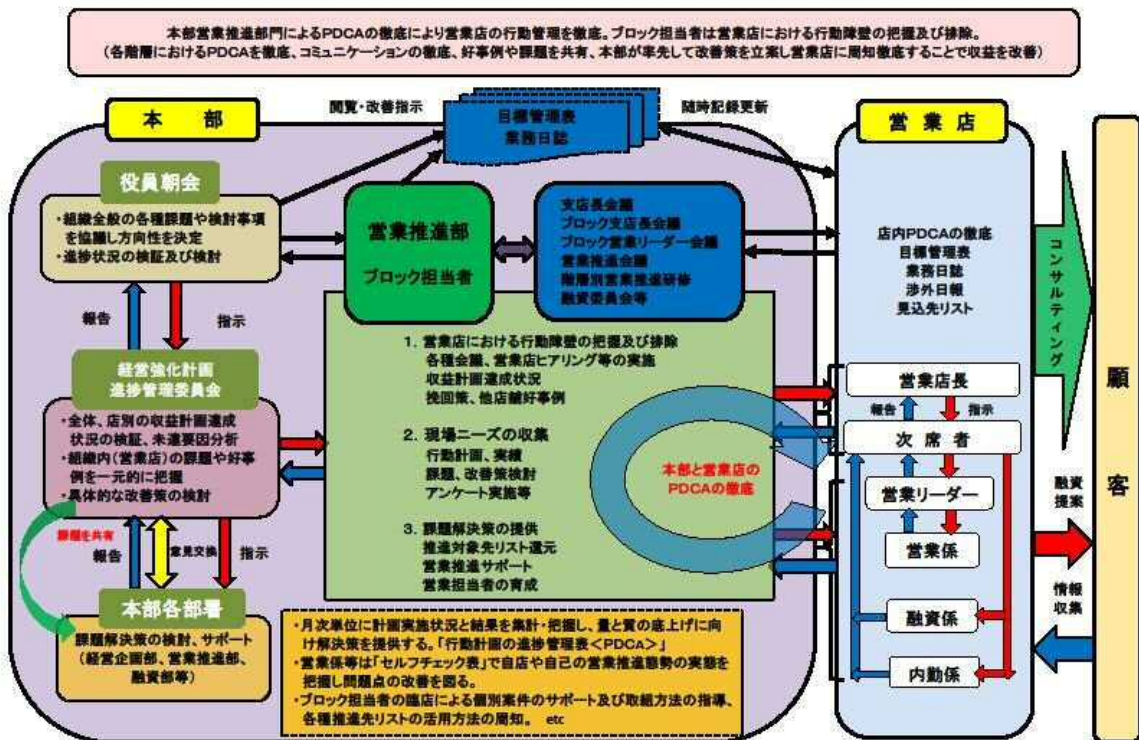 本部営業推進部門によるPDCAの徹底により営業店の行動管理を徹底。ブロック担当者は営業店における行動障壁の把握及び排除。
(各階層におけるPDCAを徹底、コミュニケーションの徹底、好事例や課題を共有、本部が率先して改善策を立案し営業店に周知徹底することで収益を改善)
本 部
閲覧・改善指示
目標管理表
業務日誌
随時記録更新
営 業 店
役員朝会
・組織全般の各種課題や検討事項
を協議し方向性を決定
・進捗状況の検証及び検討
営業推進部
ブロック担当者
支店長会議
ブロック支店長会議
ブロック営業リーダー会議
営業推進会議
階層別営業推進研修
融資委員会等
店内PDCAの徹底
目標管理表
業務日誌
渉外日報
見込先リスト
コンサルティング
顧 客
報告
指示
経営強化計画
進捗管理委員会
・全体、店別の収益計画達成
状況の検証、未達要因分析
・組織内(営業店)の課題や好事
例を一元的に把握
・具体的な改善策の検討
1. 営業店における行動障壁の把握及び排除
各種会議、営業店ヒアリング等の実施
収益計画達成状況
挽回策、他店舗好事例
2. 現場ニーズの収集
行動計画、実績
課題、改善策検討
アンケート実施等
3. 課題解決策の提供
推進対象先リスト還元
営業推進サポート
営業担当者の育成
本部と営業店の
PDCAの徹底
営業店長
報告
指示
次 席 者
営業リーダー
営業係
融資係
内勤係
融資
提案
情報
収集
課題を共有
報告
意見交換
指示
本部各部署
課題解決策の検討、サポート
(経営企画部、営業推進部、
融資部等)
・月次単位に計画実施状況と結果を集計・把握し、量と質の底上げに向
け解決策を提供する。「行動計画の進捗管理表<PDCA>」
・営業係等は「セルフチェック表」で自店や自己の営業推進態勢の実態を
把握し問題点の改善を図る。
・ブロック担当者の臨店による個別案件のサポート及び取組方法の指導、
各種推進先リストの活用方法の周知。 etc